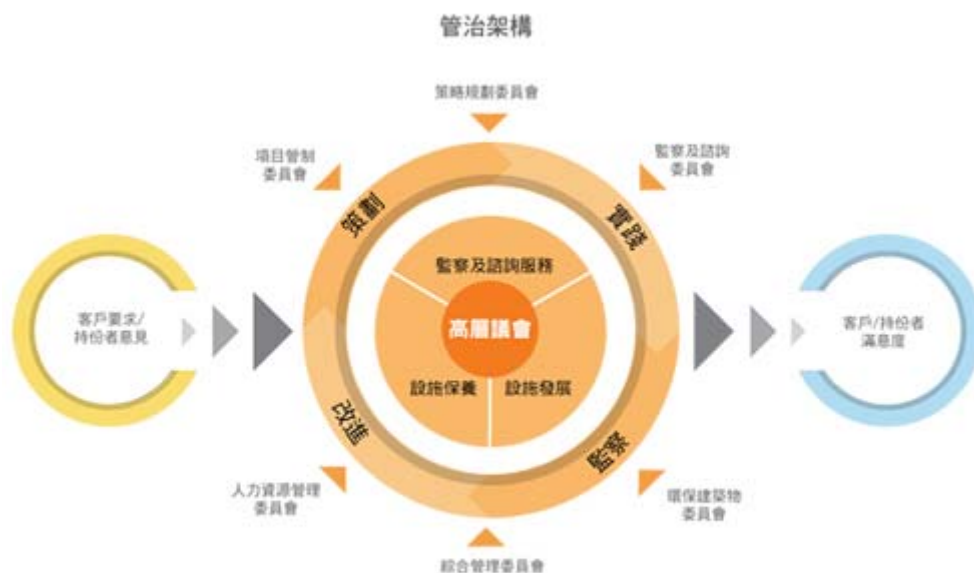 管治架構
策略規劃委員會
項目管制
委員會
監察及諮詢
委員會
策劃
實踐
監察及諮詢服務
高層議會
設施保養
設施發展
客戶要求/
持份者意見
客戶/持份者
滿意度
改進
監察
人力資源管理
委員會
環保建築物
委員會
綜合管理委員會